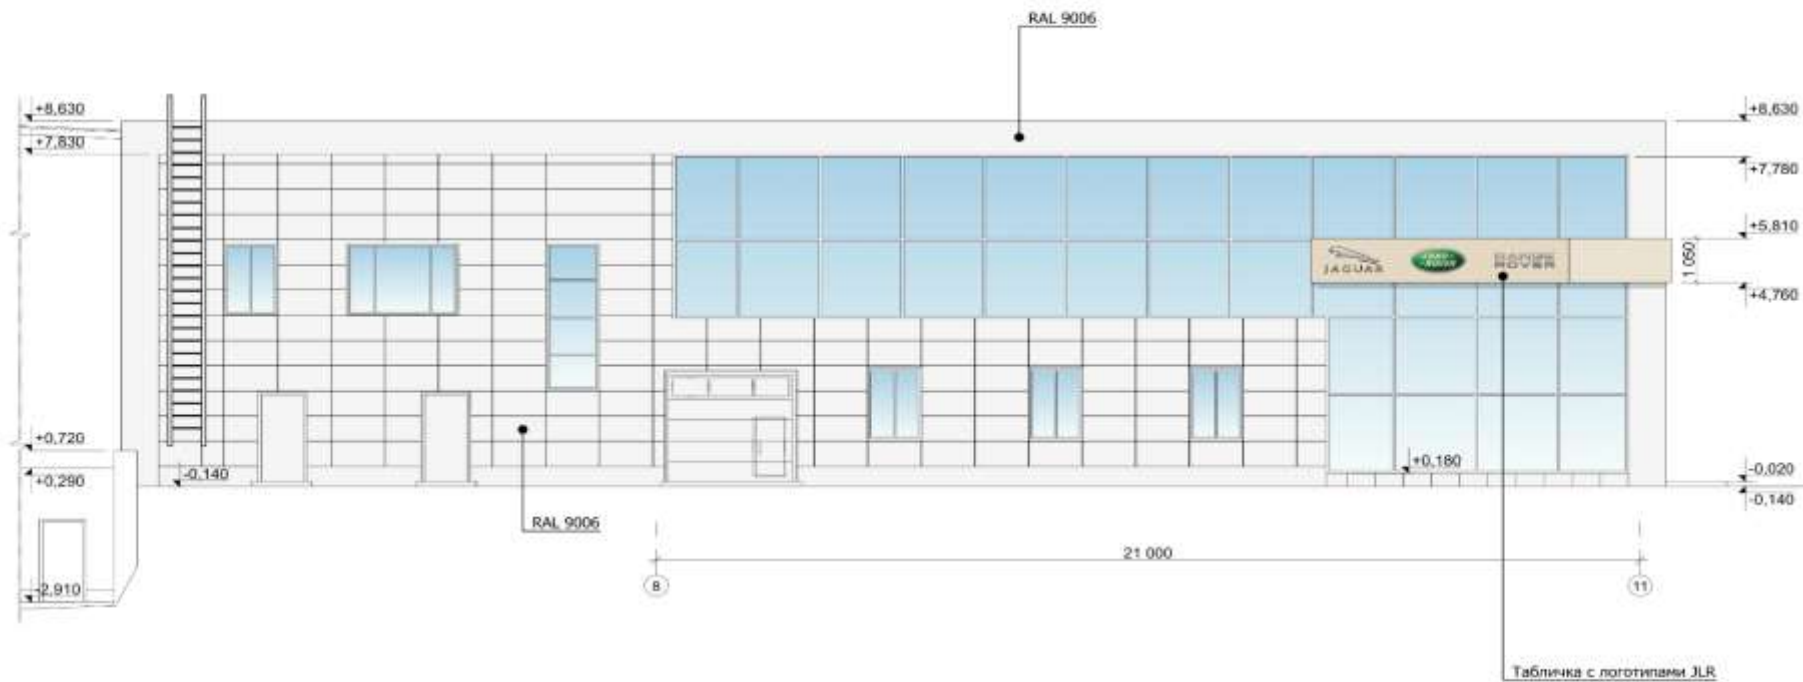 RAL 9006
+8,630
+7,830
+8,630
+7,780
+5,810
1 050
+4,760
JAGUAR
LAND
ROVER
RANGE
ROVER
+0,720
+0,290
-0,140
+0,180
-0,020
-0,140
RAL 9006
21 000
8
11
-2,910
Табличка с логотипами JLR